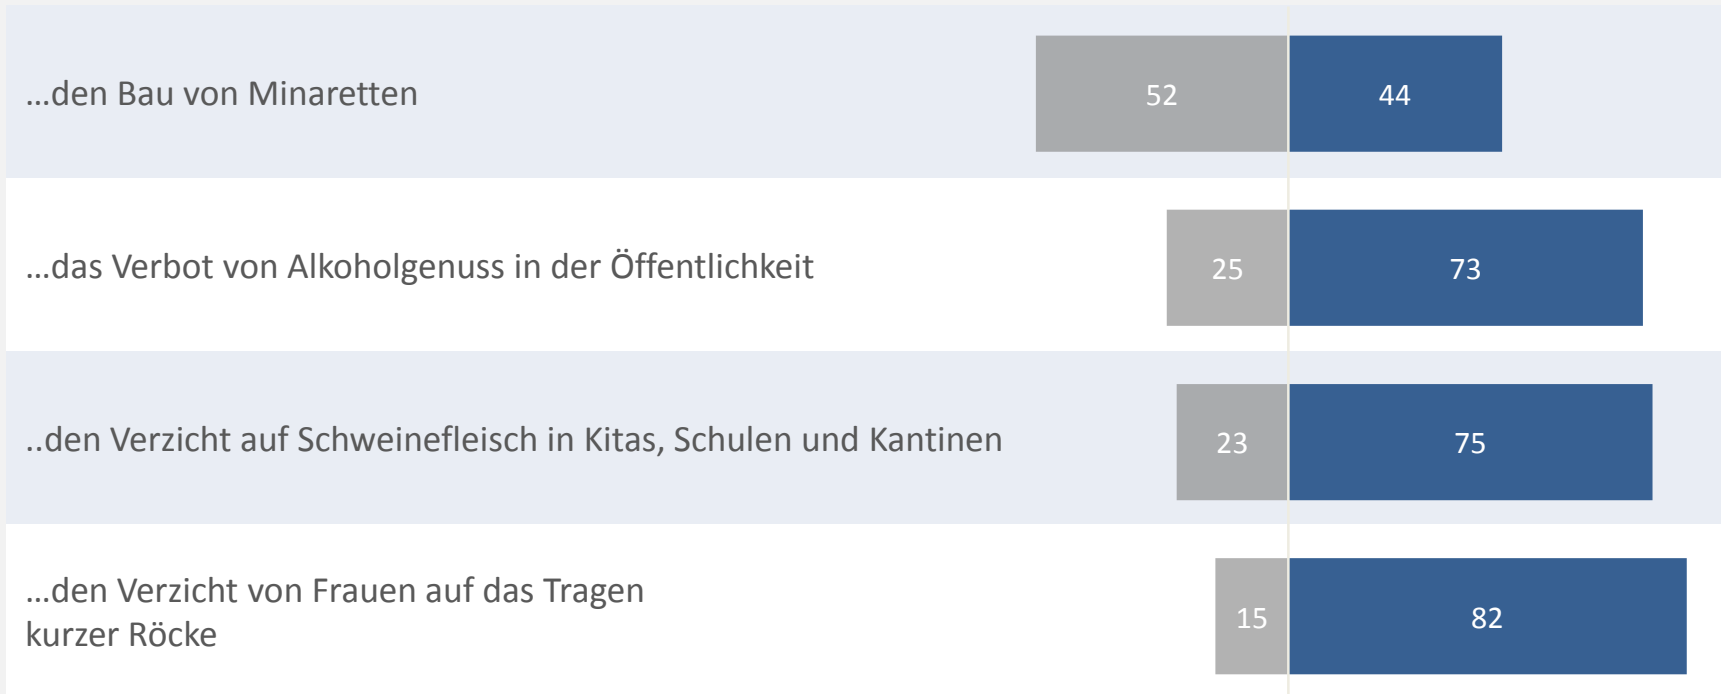 ...den Bau von Minaretten
52 44
...das Verbot von Alkoholgenuss in der Öffentlichkeit
25 73
..den Verzicht auf Schweinefleisch in Kitas, Schulen und Kantinen
23 75
...den Verzicht von Frauen auf das Tragen
kurzer Röcke
15 82